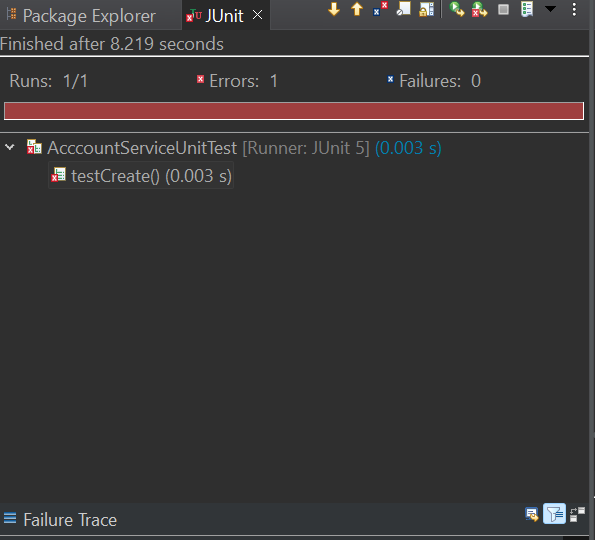 Package Explorer JUnit
Finished after 8.219 seconds
Runs: 1/1 Errors: 1 Failures: 0
AcccountServiceUnitTest [Runner: JUnit 5] (0.003 s)
testCreate() (0.003 s)
Failure Trace